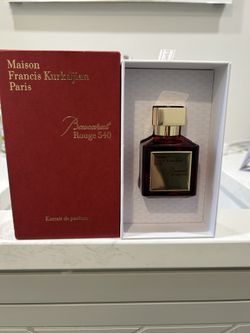 Maison
Francis Kurkdjian
Paris
Baccarat
Rouge 540
Extrait de parfum